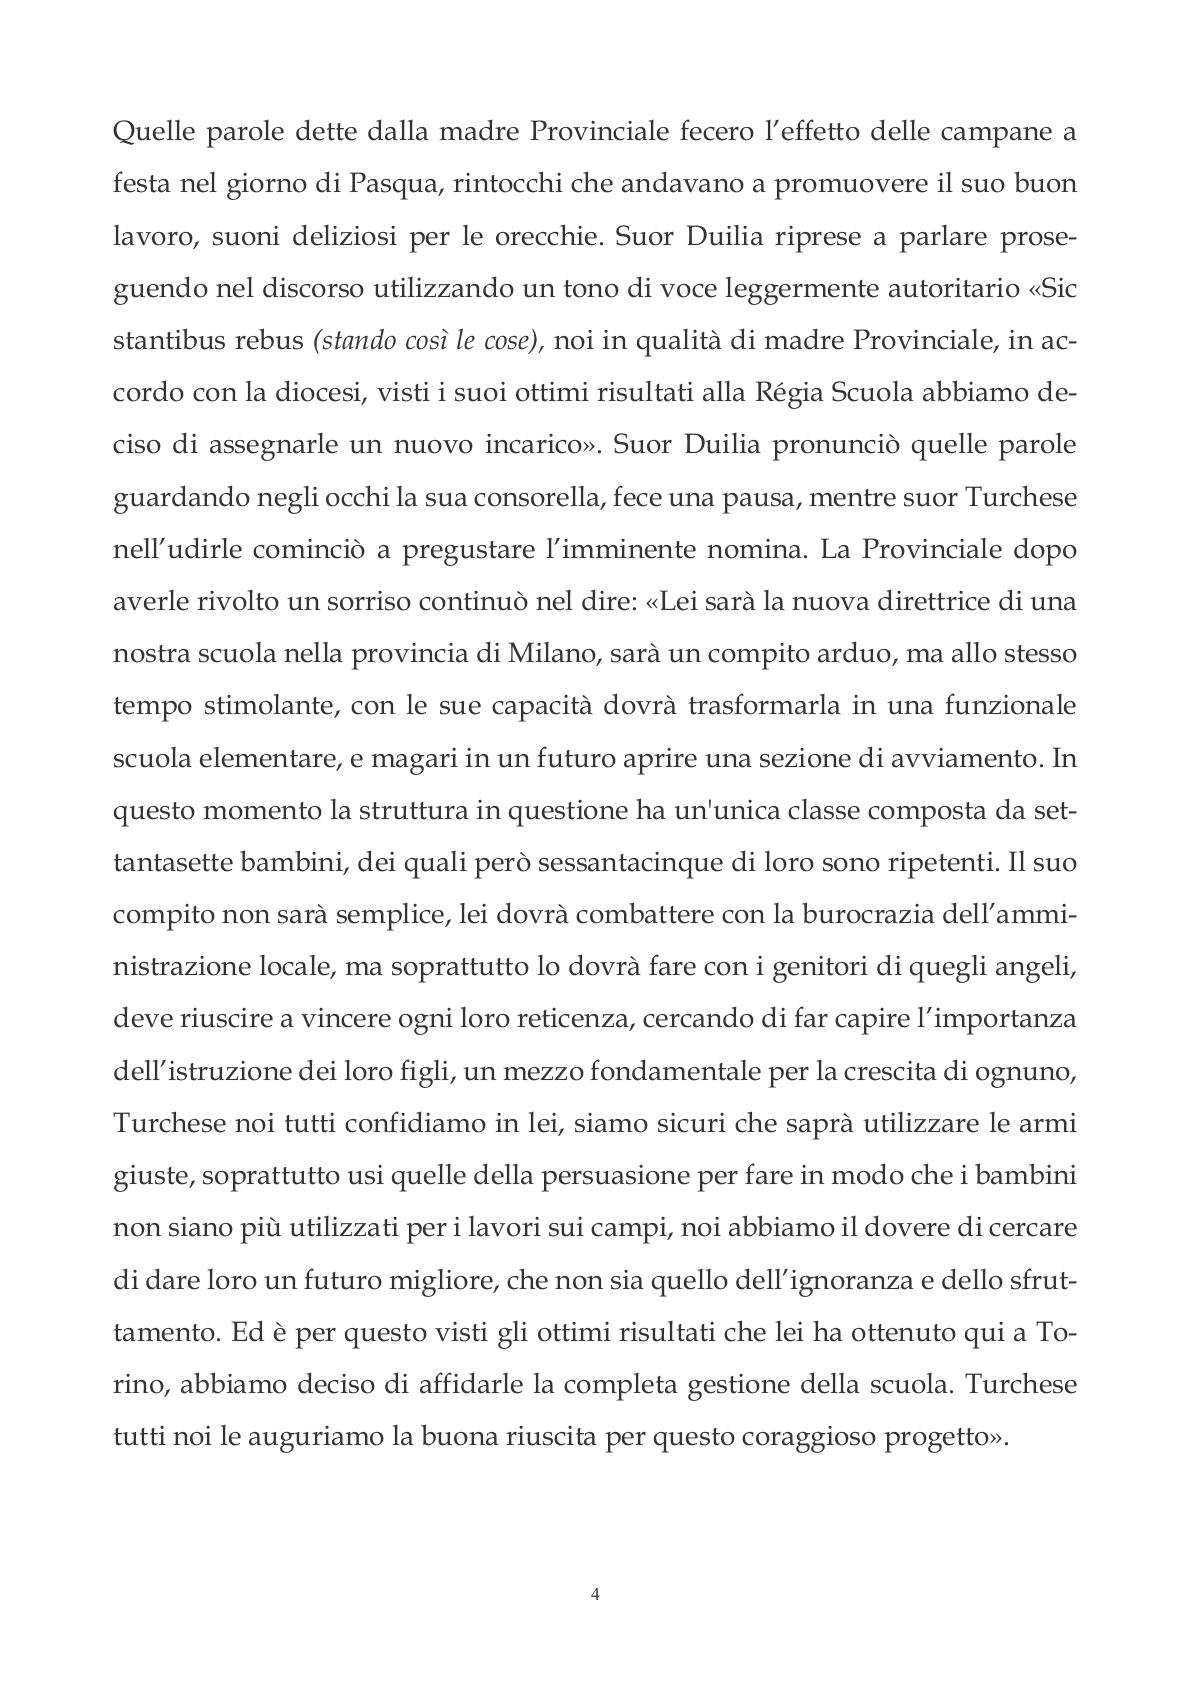 Quelle parole dette dalla madre Provinciale fecero l’effetto delle campane a
festa nel giorno di Pasqua, rintocchi che andavano a promuovere il suo buon
lavoro, suoni deliziosi per le orecchie. Suor Duilia riprese a parlare prose-
guendo nel discorso utilizzando un tono di voce leggermente autoritario «Sic
stantibus rebus (stando così le cose), noi in qualità di madre Provinciale, in ac-
cordo con la diocesi, visti i suoi ottimi risultati alla Régia Scuola abbiamo de-
ciso di assegnarle un nuovo incarico». Suor Duilia pronunciò quelle parole
guardando negli occhi la sua consorella, fece una pausa, mentre suor Turchese
nell’udirle cominciò a pregustare l’imminente nomina. La Provinciale dopo
averle rivolto un sorriso continuò nel dire: «Lei sarà la nuova direttrice di una
nostra scuola nella provincia di Milano, sarà un compito arduo, ma allo stesso
tempo stimolante, con le sue capacità dovrà trasformarla in una funzionale
scuola elementare, e magari in un futuro aprire una sezione di avviamento. In
questo momento la struttura in questione ha un'unica classe composta da set-
tantasette bambini, dei quali però sessantacinque di loro sono ripetenti. Il suo
compito non sarà semplice, lei dovrà combattere con la burocrazia dell’ammi-
nistrazione locale, ma soprattutto lo dovrà fare con i genitori di quegli angeli,
deve riuscire a vincere ogni loro reticenza, cercando di far capire l’importanza
dell’istruzione dei loro figli, un mezzo fondamentale per la crescita di ognuno,
Turchese noi tutti confidiamo in lei, siamo sicuri che saprà utilizzare le armi
giuste, soprattutto usi quelle della persuasione per fare in modo che i bambini
non siano più utilizzati per i lavori sui campi, noi abbiamo il dovere di cercare
di dare loro un futuro migliore, che non sia quello dell’ignoranza e dello sfrut-
tamento. Ed è per questo visti gli ottimi risultati che lei ha ottenuto qui a To-
rino, abbiamo deciso di affidarle la completa gestione della scuola. Turchese
tutti noi le auguriamo la buona riuscita per questo coraggioso progetto».
4